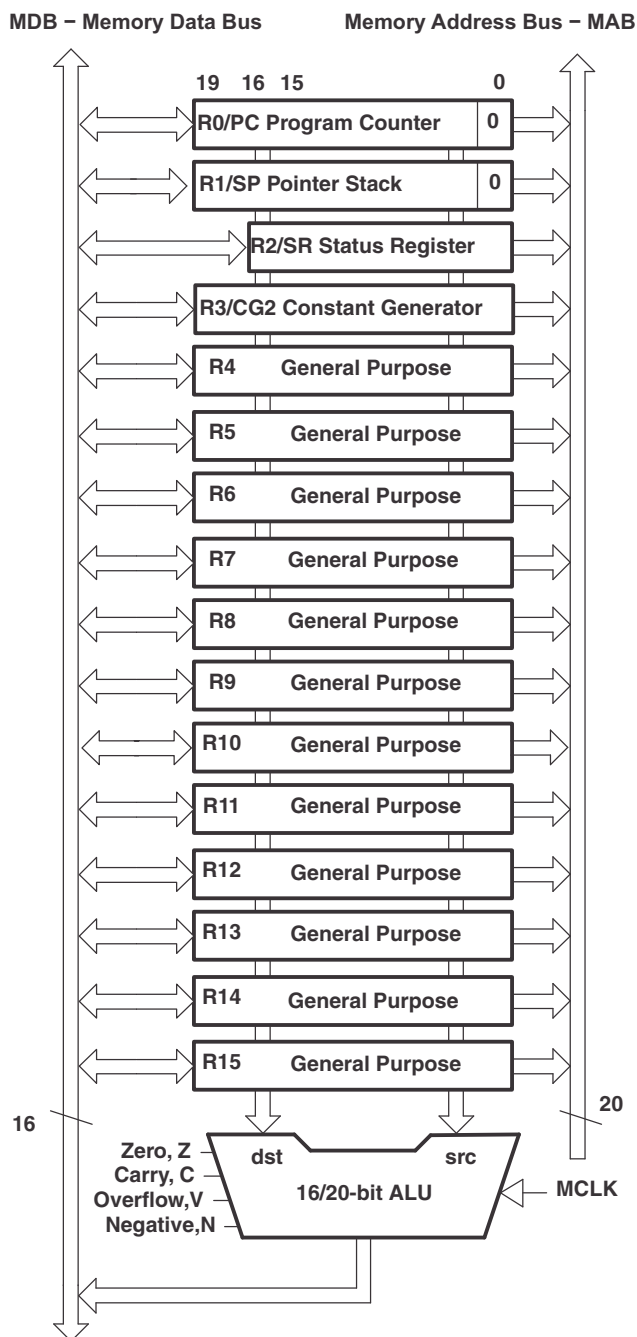 MDB – Memory Data Bus Memory Address Bus – MAB
19 16 15 0
R0/PC Program Counter 0
R1/SP Pointer Stack 0
R2/SR Status Register
R3/CG2 Constant Generator
R4 General Purpose
R5 General Purpose
R6 General Purpose
R7 General Purpose
R8 General Purpose
R9 General Purpose
R10 General Purpose
R11 General Purpose
R12 General Purpose
R13 General Purpose
R14 General Purpose
R15 General Purpose
16 20
Zero, Z dst src
Carry, C 16/20-bit ALU MCLK
Overflow,V
Negative,N